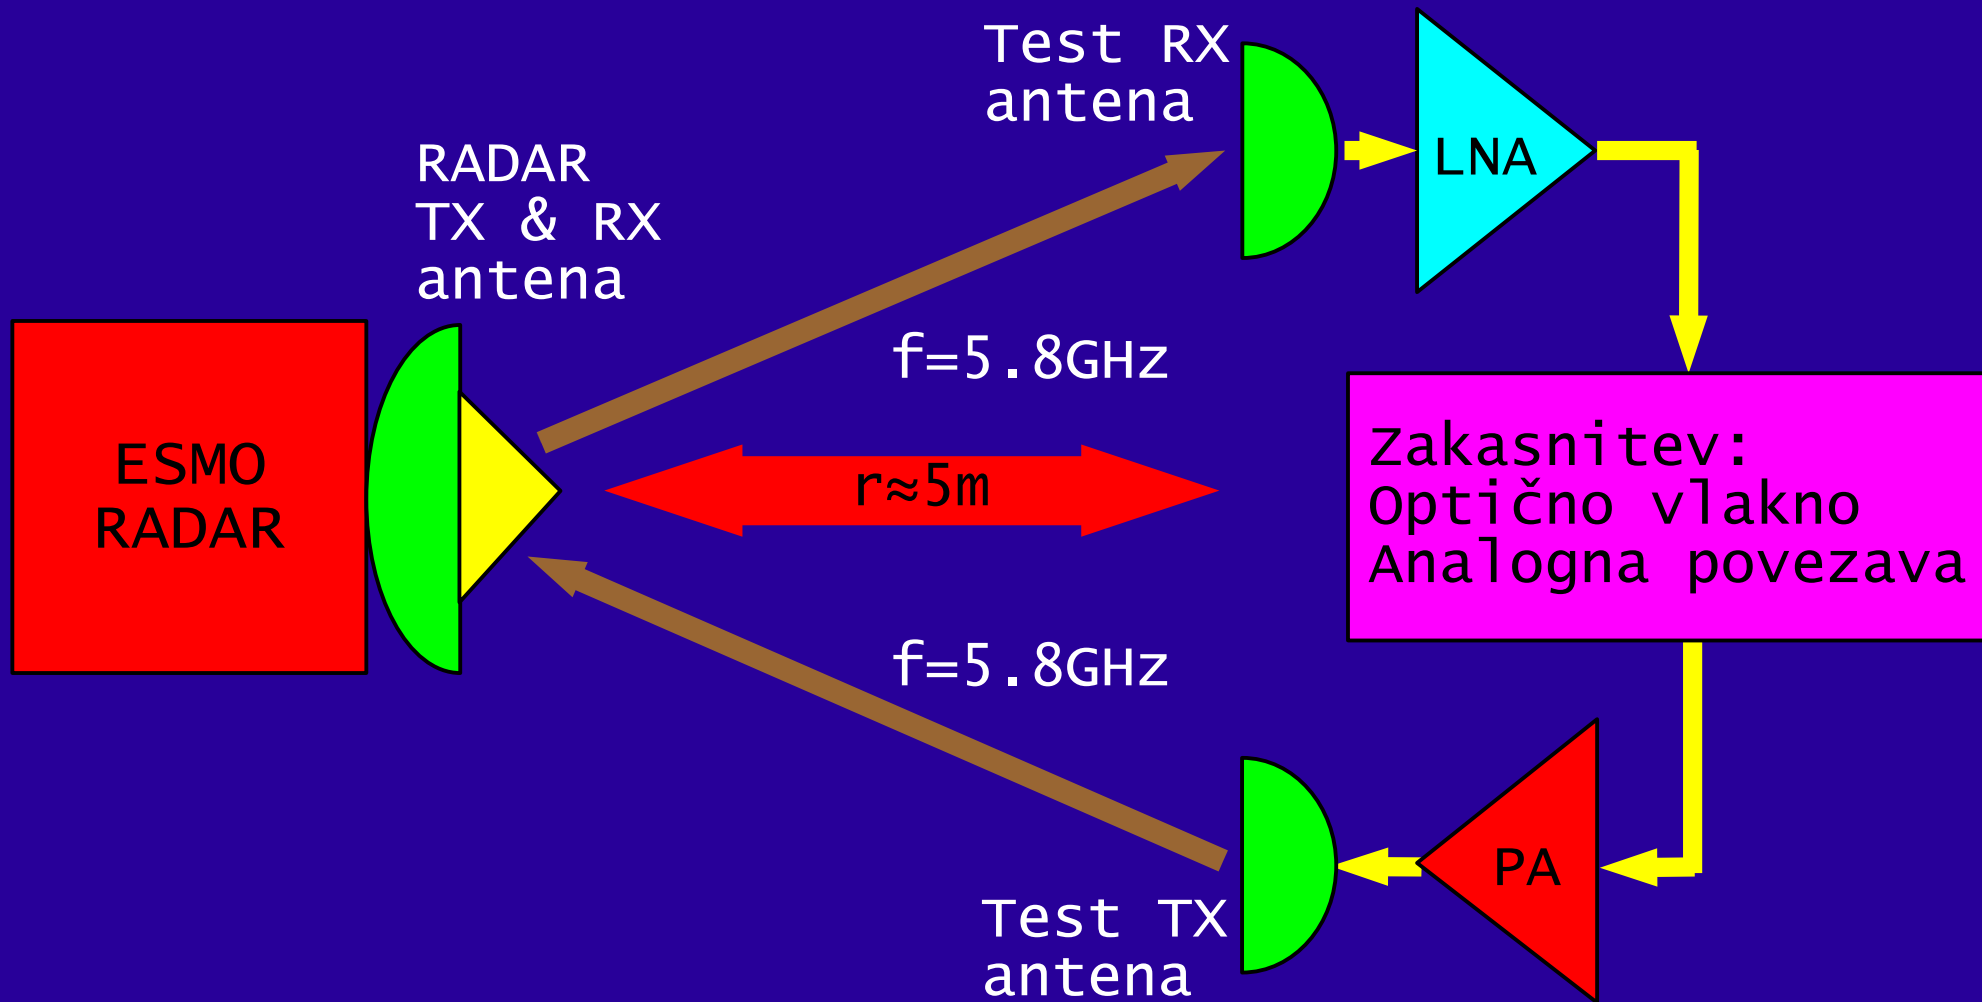 Test RX
antena
LNA
RADAR
TX & RX
antena
f=5.8GHz
ESMO
RADAR
r≈5m
Zakasnitev:
Optično vlakno
Analogna povezava
f=5.8GHz
PA
Test TX
antena